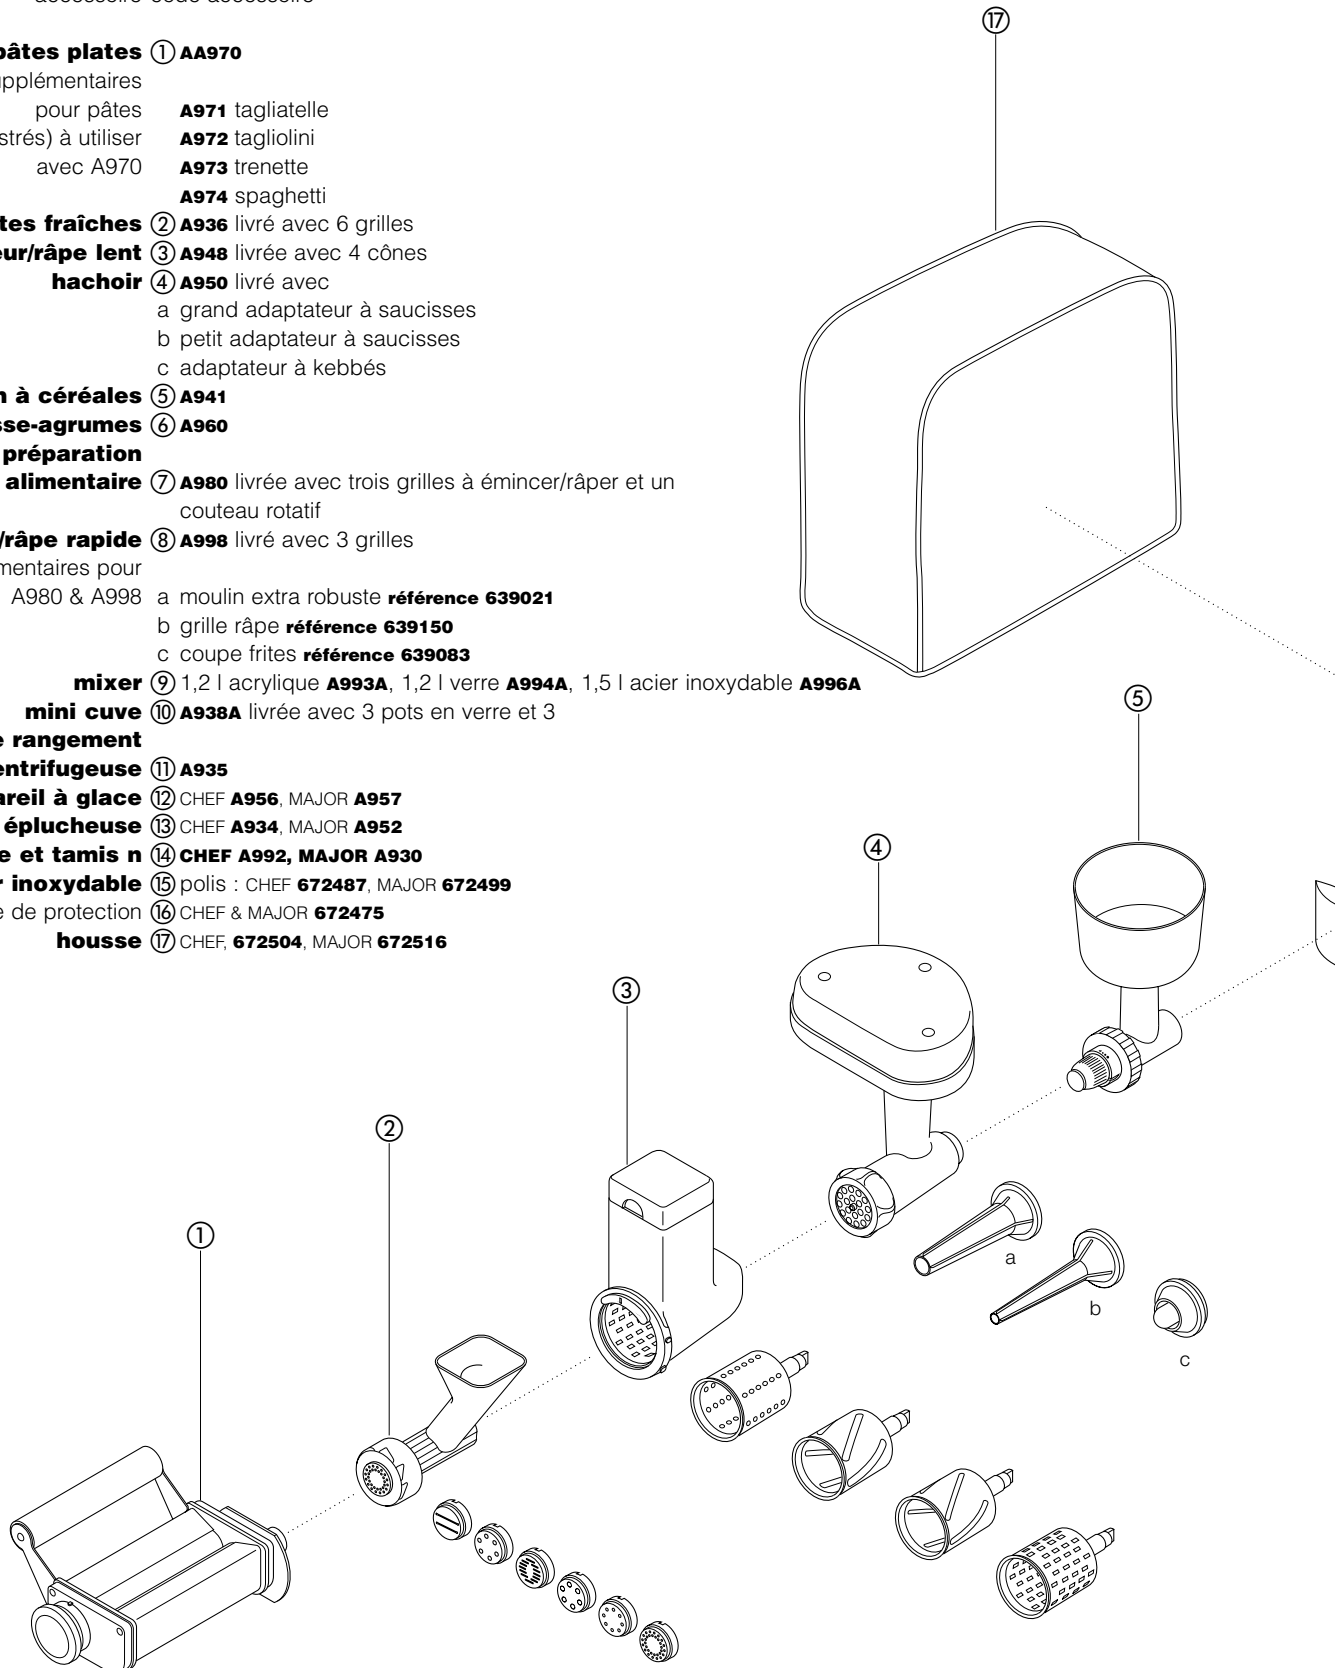 accessoire code accessoire
pâtes plates ① AA970
upplémentaires
pour pâtes A971 tagliatelle
strés) à utiliser A972 tagliolini
avec A970 A973 trenette
A974 spaghetti
tes fraîches ② A936 livré avec 6 grilles
eur/râpe lent ③ A948 livrée avec 4 cônes
hachoir ④ A950 livré avec
a grand adaptateur à saucisses
b petit adaptateur à saucisses
c adaptateur à kebbés
n à céréales ⑤ A941
sse-agrumes ⑥ A960
préparation
alimentaire ⑦ A980 livrée avec trois grilles à émincer/râper et un
couteau rotatif
/râpe rapide ⑧ A998 livré avec 3 grilles
mentaires pour
A980 & A998 a moulin extra robuste référence 639021
b grille râpe référence 639150
c coupe frites référence 639083
mixer ⑨ 1,2 l acrylique A993A, 1,2 l verre A994A, 1,5 l acier inoxydable A996A
mini cuve ⑩ A938A livrée avec 3 pots en verre et 3
e rangement
entrifugeuse ⑪ A935
areil à glace ⑫ CHEF A956, MAJOR A957
éplucheuse ⑬ CHEF A934, MAJOR A952
e et tamis n ⑭ CHEF A992, MAJOR A930
r inoxydable ⑮ polis : CHEF 672487, MAJOR 672499
e de protection ⑯ CHEF & MAJOR 672475
housse ⑰ CHEF, 672504, MAJOR 672516
⑰
⑤
④
③
②
①
a
b
c